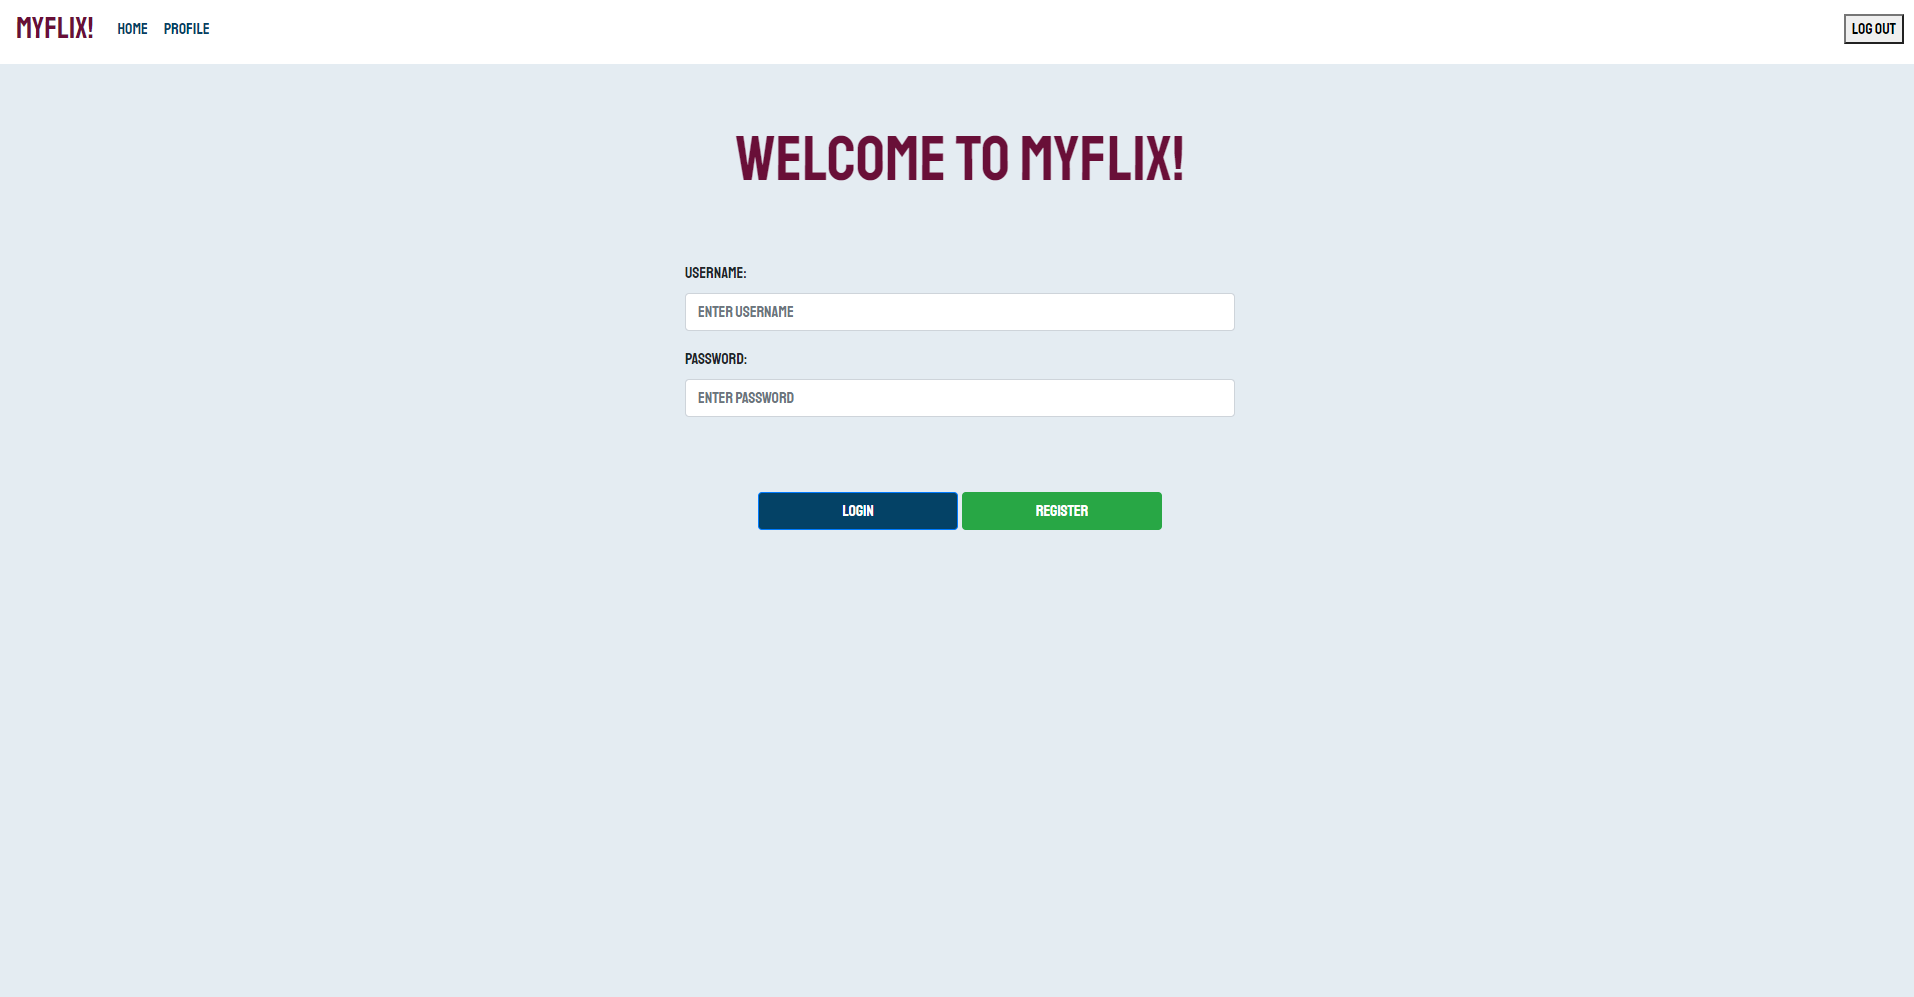 MYFLIX! HOME PROFILE LOG OUT
WELCOME TO MYFLIX!
USERNAME:
ENTER USERNAME
PASSWORD:
ENTER PASSWORD
LOGIN REGISTER